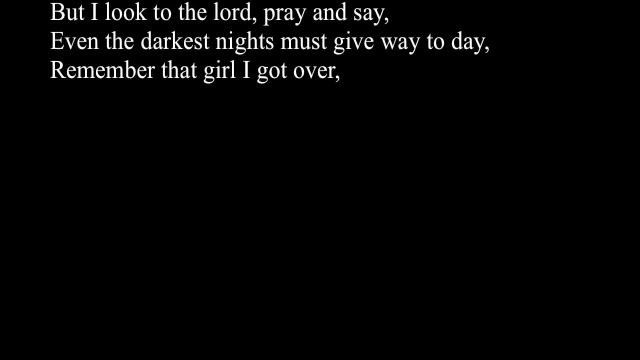 But I look to the lord, pray and say,
Even the darkest nights must give way to day,
Remember that girl I got over,